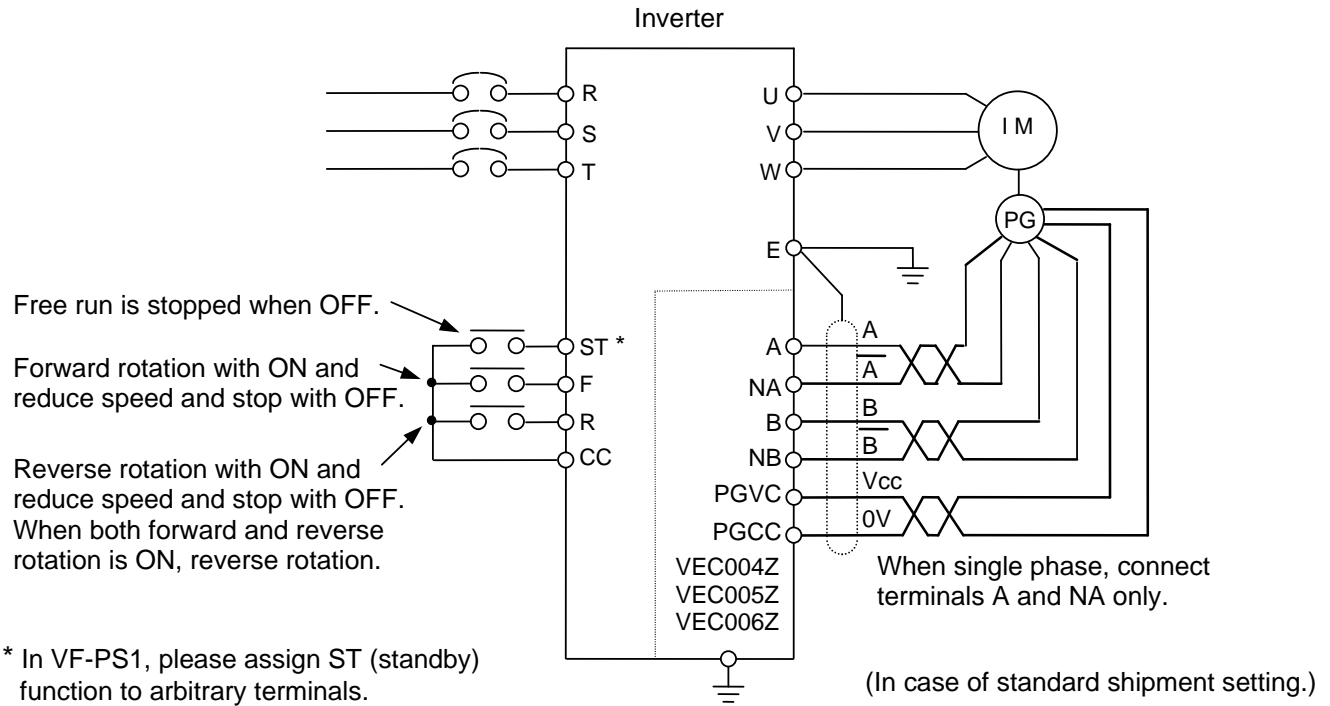 Inverter
R
S
T
U
V
W
I M
PG
E
Free run is stopped when OFF.
ST *
Forward rotation with ON and
reduce speed and stop with OFF.
F
R
CC
Reverse rotation with ON and
reduce speed and stop with OFF.
When both forward and reverse
rotation is ON, reverse rotation.
A
A
NA
A̅
B
B
NB
B̅
PGVC
Vcc
PGCC
0V
VEC004Z
VEC005Z
VEC006Z
When single phase, connect
terminals A and NA only.
* In VF-PS1, please assign ST (standby)
function to arbitrary terminals.
(In case of standard shipment setting.)